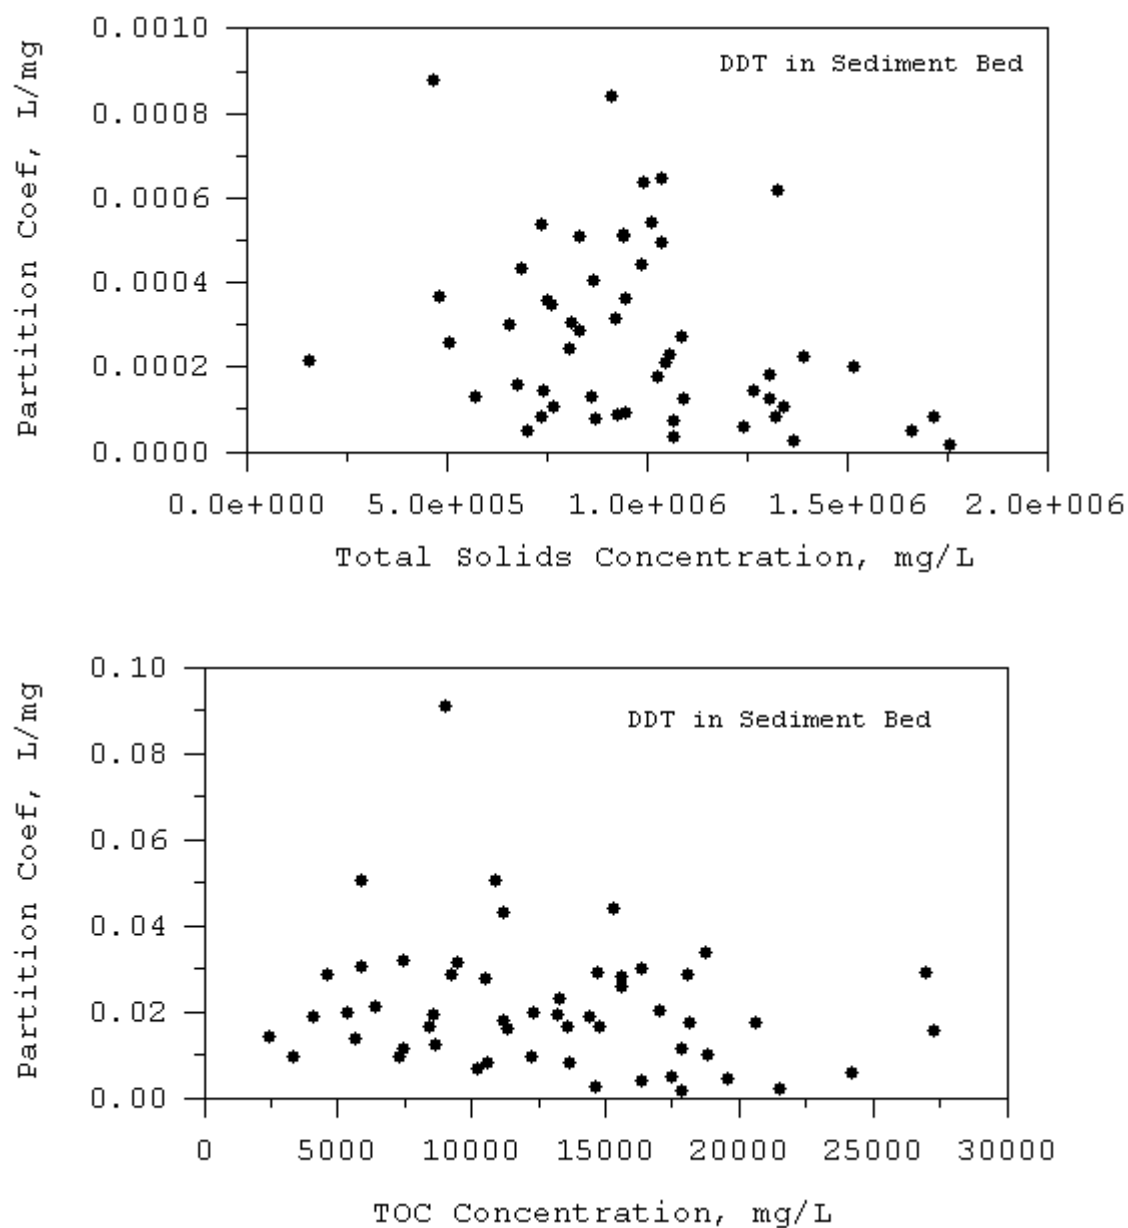 0.0010
DDT in Sediment Bed
0.0008
0.0006
0.0004
0.0002
0.0000
Partition Coef, L/mg
0.0e+000 5.0e+005 1.0e+006 1.5e+006 2.0e+006
Total Solids Concentration, mg/L
0.10
DDT in Sediment Bed
0.08
0.06
0.04
0.02
0.00
Partition Coef, L/mg
0 5000 10000 15000 20000 25000 30000
TOC Concentration, mg/L